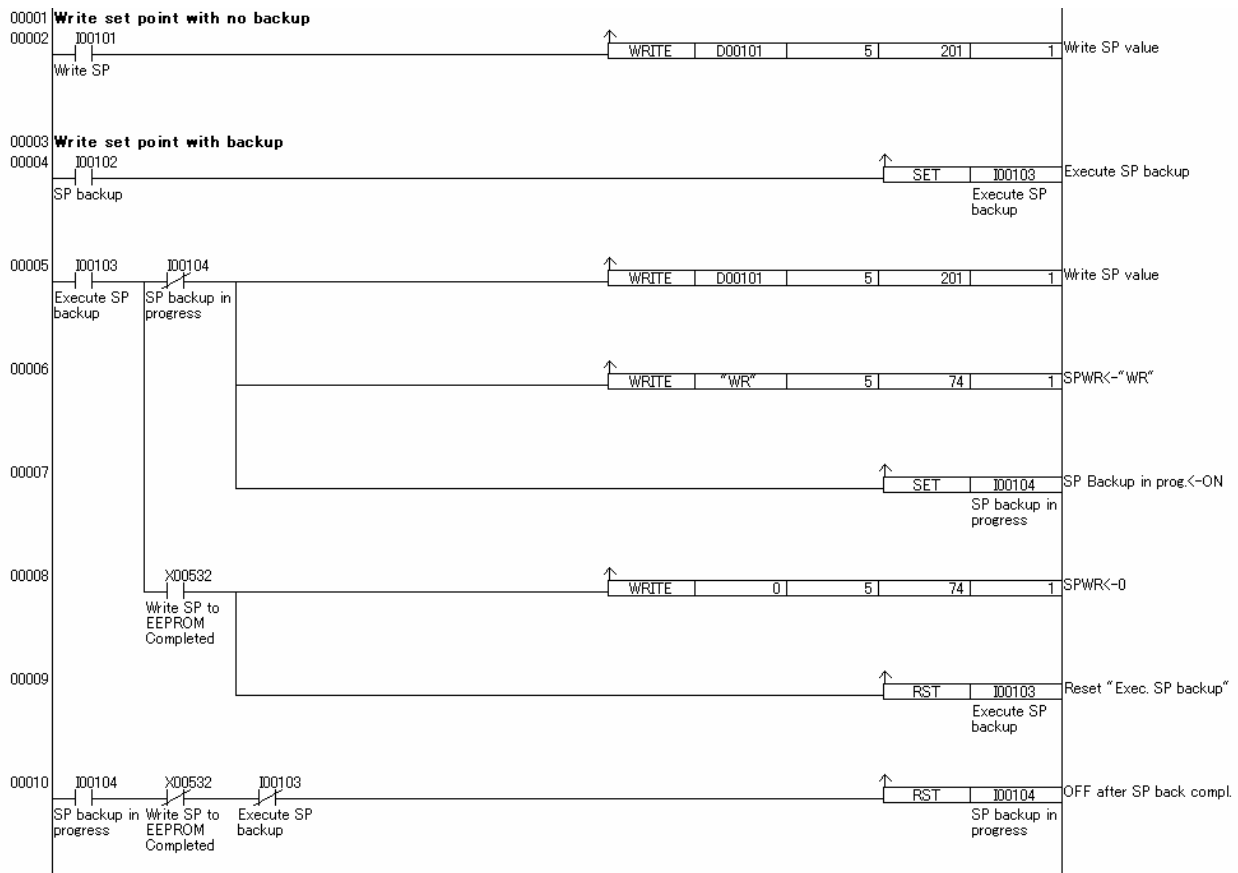 00001 Write set point with no backup
00002 I00101 WRITE D00101 5 201 1 Write SP value
Write SP
00003 Write set point with backup
00004 I00102 SET I00103 Execute SP backup
SP backup
Execute SP
backup
00005 I00103 I00104 WRITE D00101 5 201 1 Write SP value
Execute SP
backup
SP backup in
progress
00006 WRITE "WR" 5 74 1 SPWR<-"WR"
00007 SET I00104 SP Backup in prog.<-ON
SP backup in
progress
00008 X00532 WRITE 0 5 74 1 SPWR<-0
Write SP to
EEPROM
Completed
00009 RST I00103 Reset "Exec. SP backup"
Execute SP
backup
00010 I00104 X00532 I00103 RST I00104 OFF after SP back compl.
SP backup in
progress
Write SP to
EEPROM
Completed
Execute SP
backup
SP backup in
progress